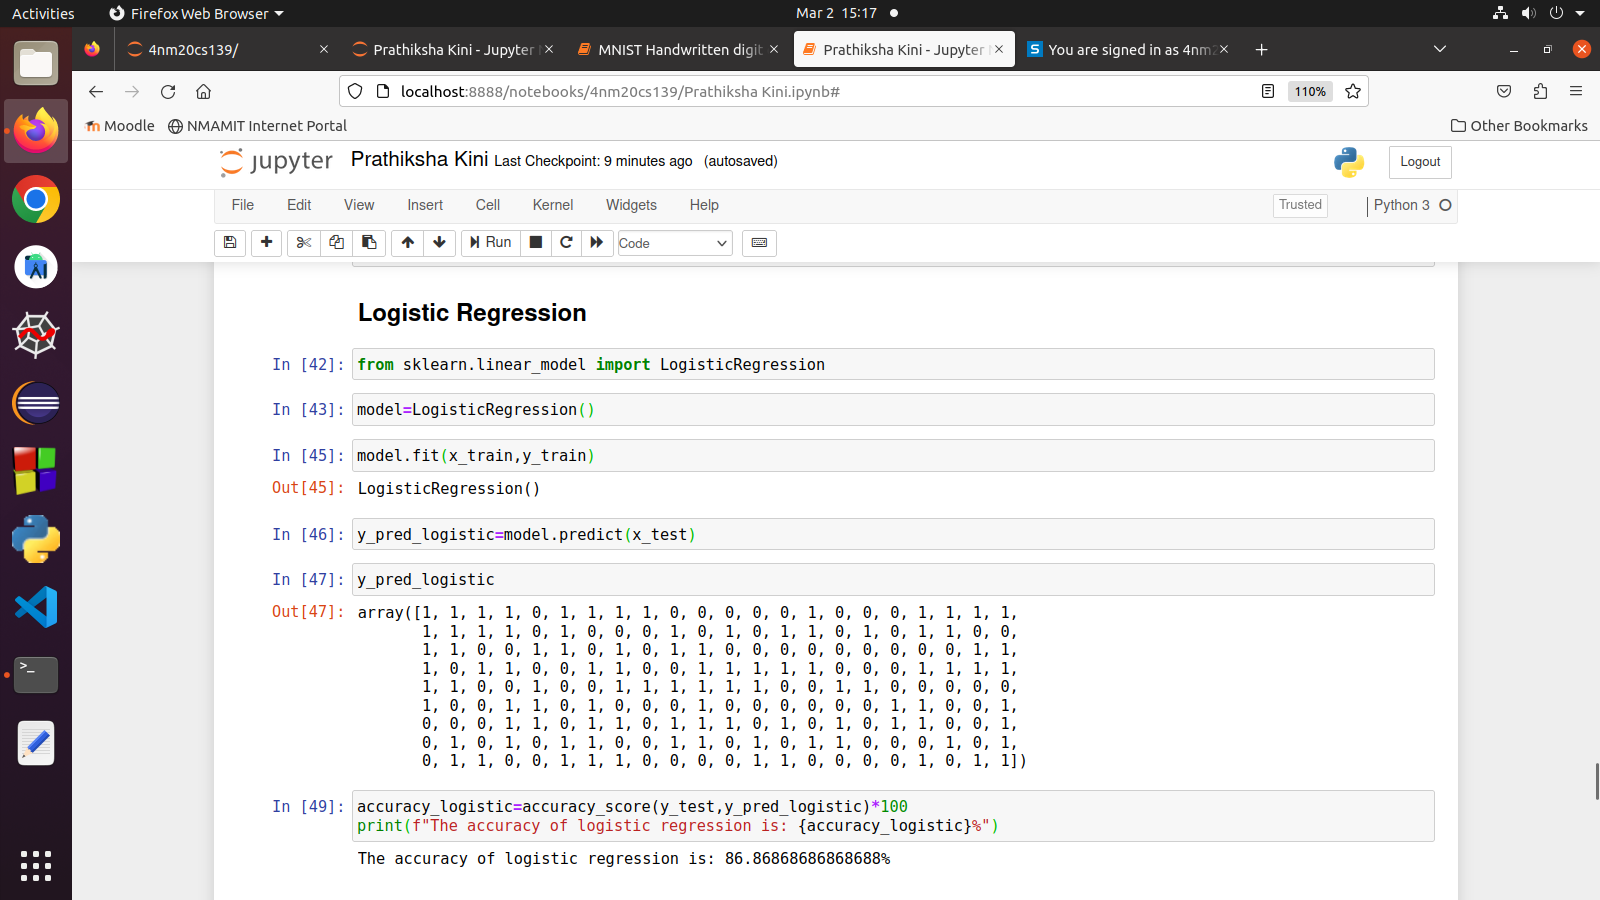 Activities Firefox Web Browser Mar 2 15:17
4nm20cs139/ Prathiksha Kini - Jupyter N MNIST Handwritten digit Prathiksha Kini - Jupyter N You are signed in as 4nm2
localhost:8888/notebooks/4nm20cs139/Prathiksha Kini.ipynb# 110%
Moodle NMAMIT Internet Portal Other Bookmarks
jupyter Prathiksha Kini Last Checkpoint: 9 minutes ago (autosaved) Logout
File Edit View Insert Cell Kernel Widgets Help Trusted Python 3
Run Code
Logistic Regression
In [42]: from sklearn.linear_model import LogisticRegression
In [43]: model=LogisticRegression()
In [45]: model.fit(x_train,y_train)
Out[45]: LogisticRegression()
In [46]: y_pred_logistic=model.predict(x_test)
In [47]: y_pred_logistic
Out[47]: array([1, 1, 1, 1, 0, 1, 1, 1, 1, 0, 0, 0, 0, 0, 1, 0, 0, 0, 1, 1, 1, 1,
1, 1, 1, 1, 0, 1, 0, 0, 0, 1, 0, 1, 0, 1, 1, 0, 1, 0, 1, 1, 0, 0,
1, 1, 0, 0, 1, 1, 0, 1, 0, 1, 1, 0, 0, 0, 0, 0, 0, 0, 0, 0, 1, 1,
1, 0, 1, 1, 0, 0, 1, 1, 0, 0, 1, 1, 1, 1, 1, 0, 0, 0, 1, 1, 1, 1,
1, 1, 0, 0, 1, 0, 0, 1, 1, 1, 1, 1, 1, 0, 0, 1, 1, 0, 0, 0, 0, 0,
1, 0, 0, 1, 1, 0, 1, 0, 0, 0, 1, 0, 0, 0, 0, 0, 0, 1, 1, 0, 0, 1,
0, 0, 0, 1, 1, 0, 1, 1, 0, 1, 1, 1, 0, 1, 0, 1, 0, 1, 1, 0, 0, 1,
0, 1, 0, 1, 0, 1, 1, 0, 0, 1, 1, 0, 1, 0, 1, 1, 0, 0, 0, 1, 0, 1,
0, 1, 1, 0, 0, 1, 1, 1, 0, 0, 0, 0, 1, 1, 0, 0, 0, 0, 1, 0, 1, 1])
In [49]: accuracy_logistic=accuracy_score(y_test,y_pred_logistic)*100
print(f"The accuracy of logistic regression is: {accuracy_logistic}%")
The accuracy of logistic regression is: 86.86868686868688%